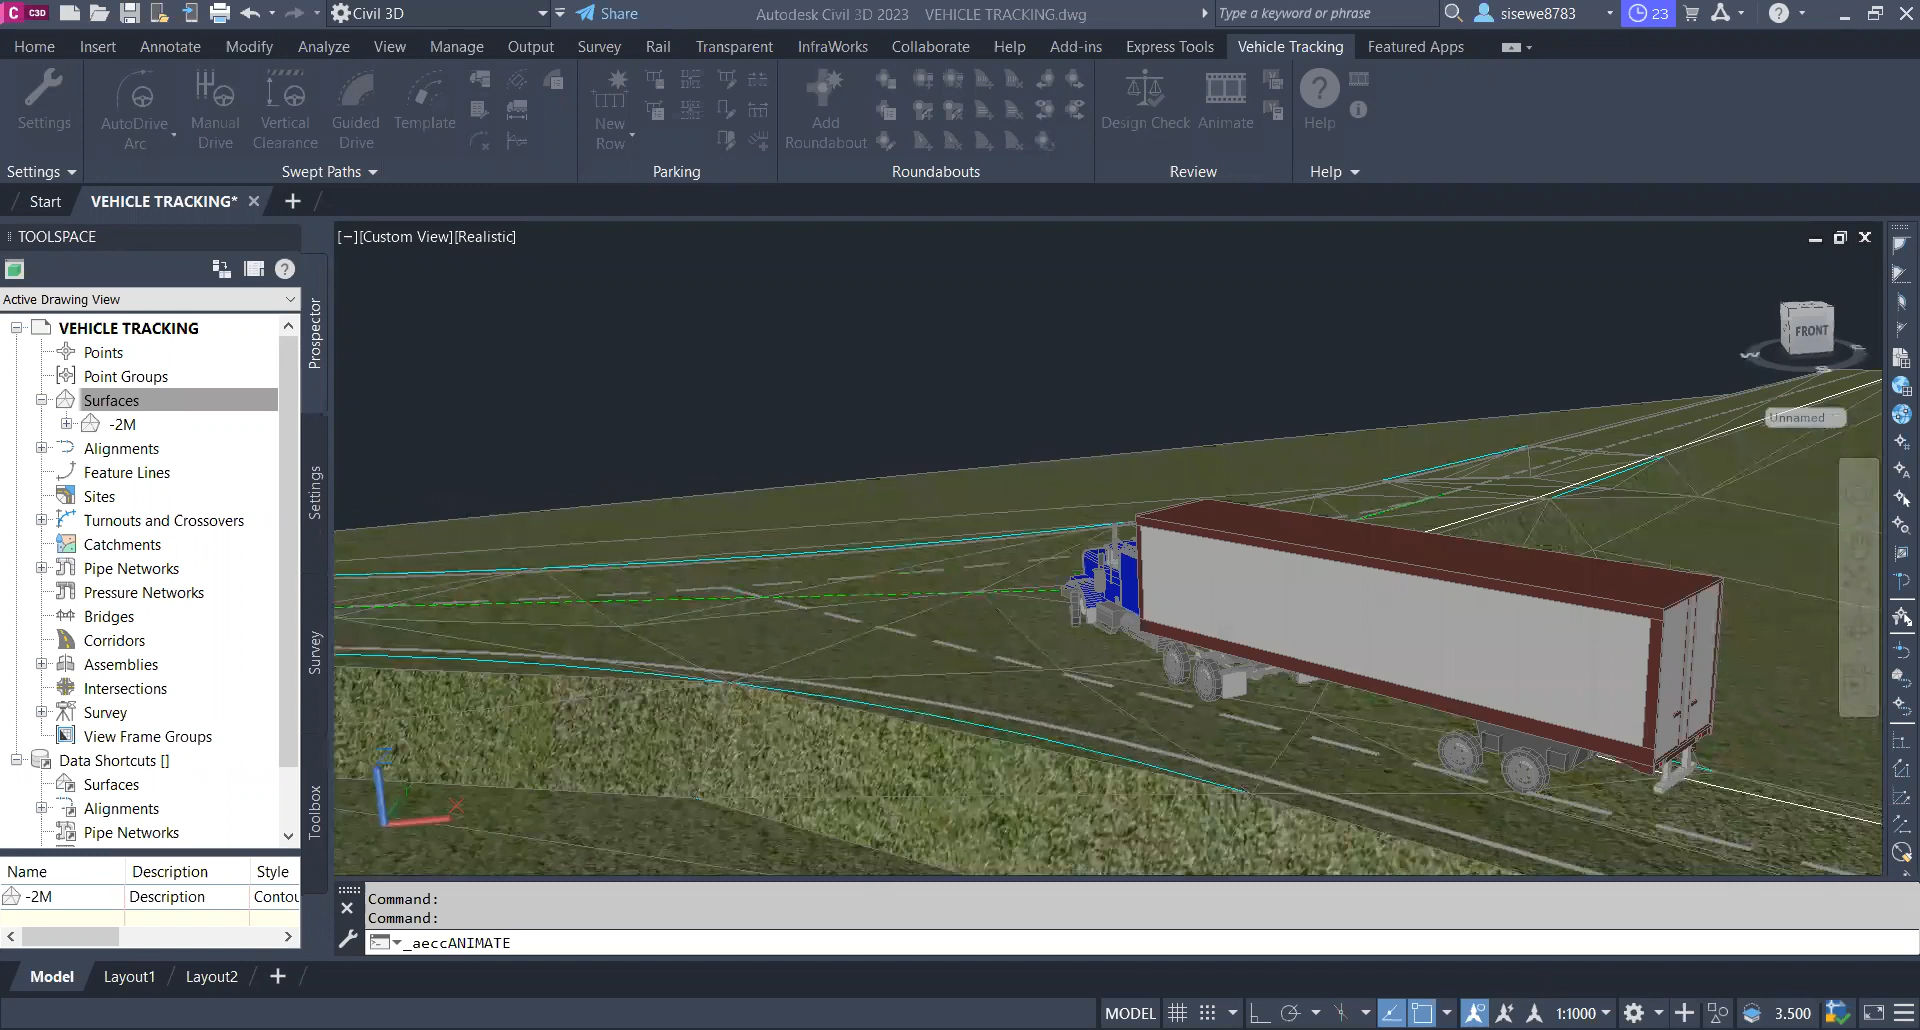 C C3D Civil 3D Share Autodesk Civil 3D 2023 VEHICLE TRACKING.dwg Type a keyword or phrase sisewe8783 23
Home Insert Annotate Modify Analyze View Manage Output Survey Rail Transparent InfraWorks Collaborate Help Add-ins Express Tools Vehicle Tracking Featured Apps
Settings AutoDrive Arc Manual Drive Vertical Clearance Guided Drive Template New Row Add Roundabout Design Check Animate Help
Settings Swept Paths Parking Roundabouts Review Help
Start VEHICLE TRACKING*
TOOLSPACE
[−][Custom View][Realistic]
Active Drawing View
VEHICLE TRACKING
Points
Point Groups
Surfaces
-2M
Alignments
Feature Lines
Sites
Turnouts and Crossovers
Catchments
Pipe Networks
Pressure Networks
Bridges
Corridors
Assemblies
Intersections
Survey
View Frame Groups
Data Shortcuts []
Surfaces
Alignments
Pipe Networks
Prospector
Settings
Survey
Toolbox
FRONT
W
S
Unnamed
X
Name Description Style
-2M Description Contou
Command:
Command:
_aeccANIMATE
Model Layout1 Layout2
MODEL 1:1000 3.500